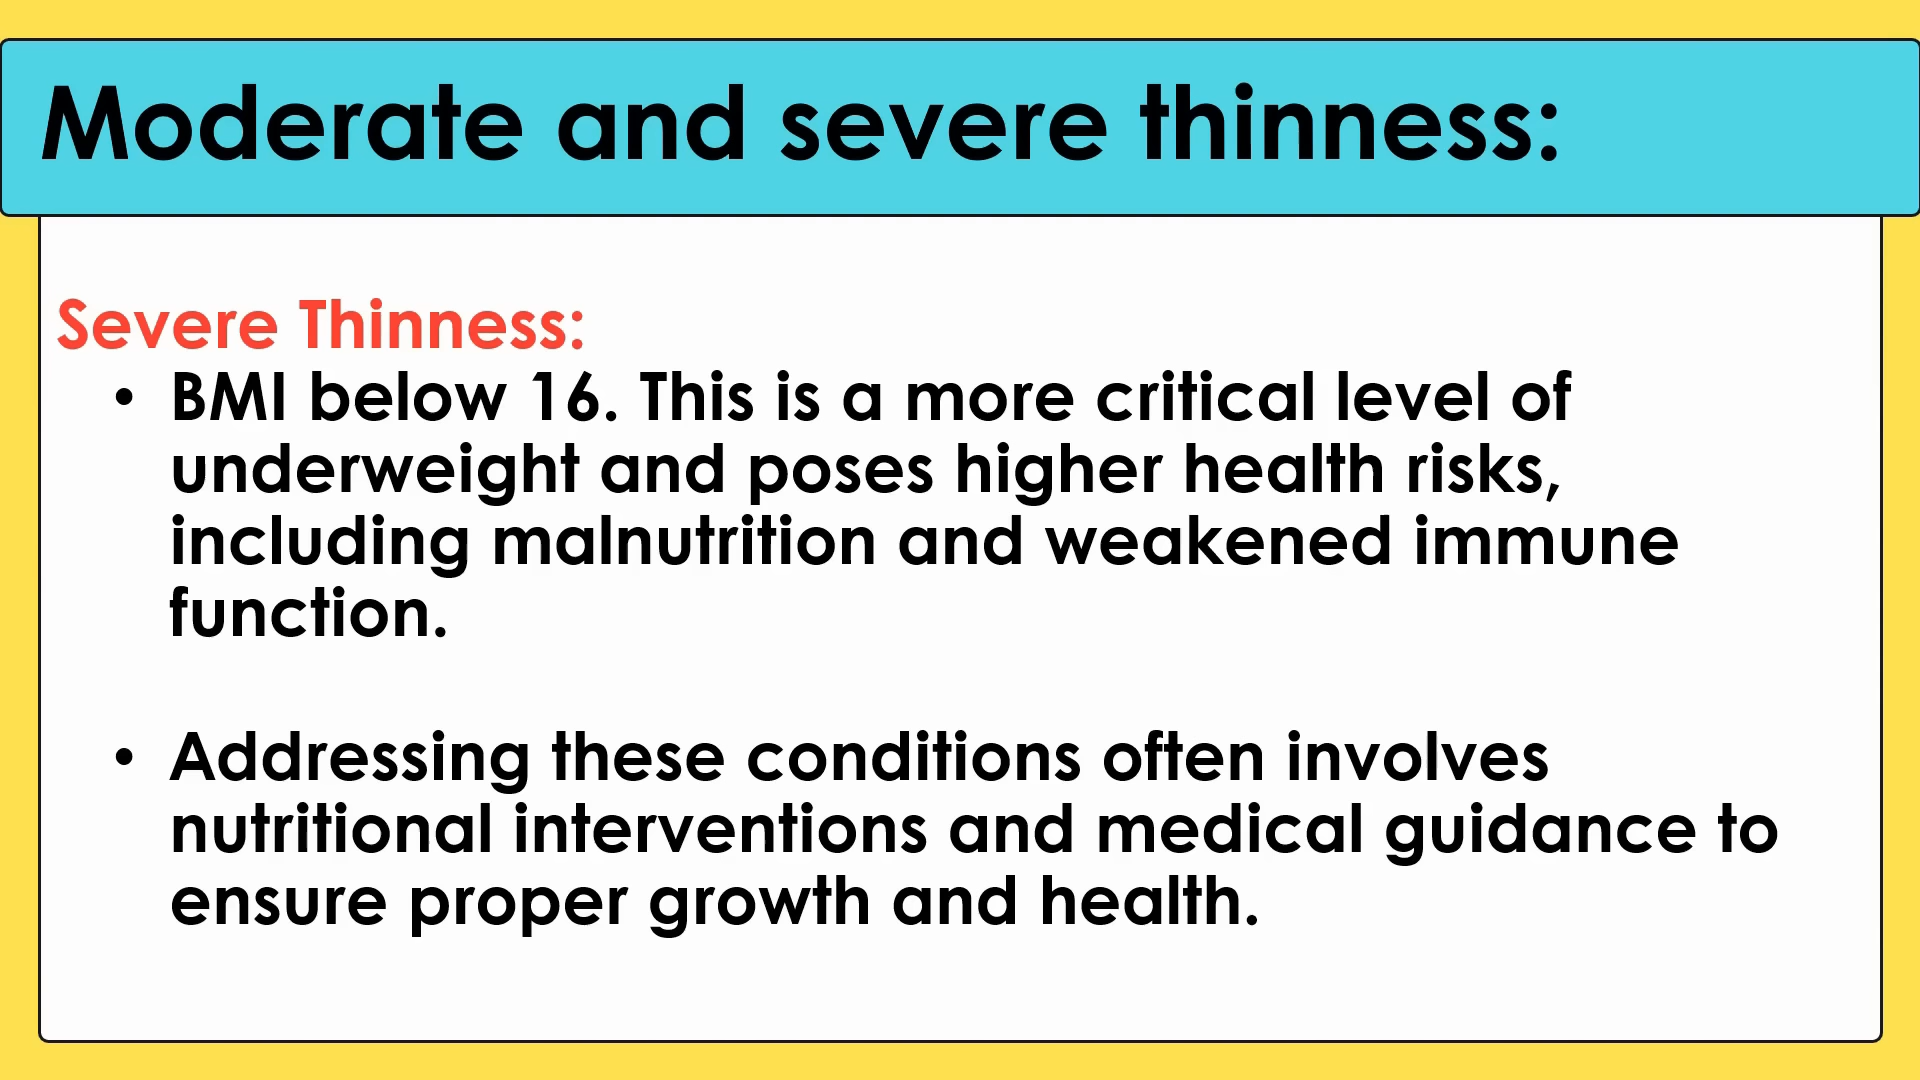 Moderate and severe thinness:
Severe Thinness:
• BMI below 16. This is a more critical level of
underweight and poses higher health risks,
including malnutrition and weakened immune
function.
• Addressing these conditions often involves
nutritional interventions and medical guidance to
ensure proper growth and health.